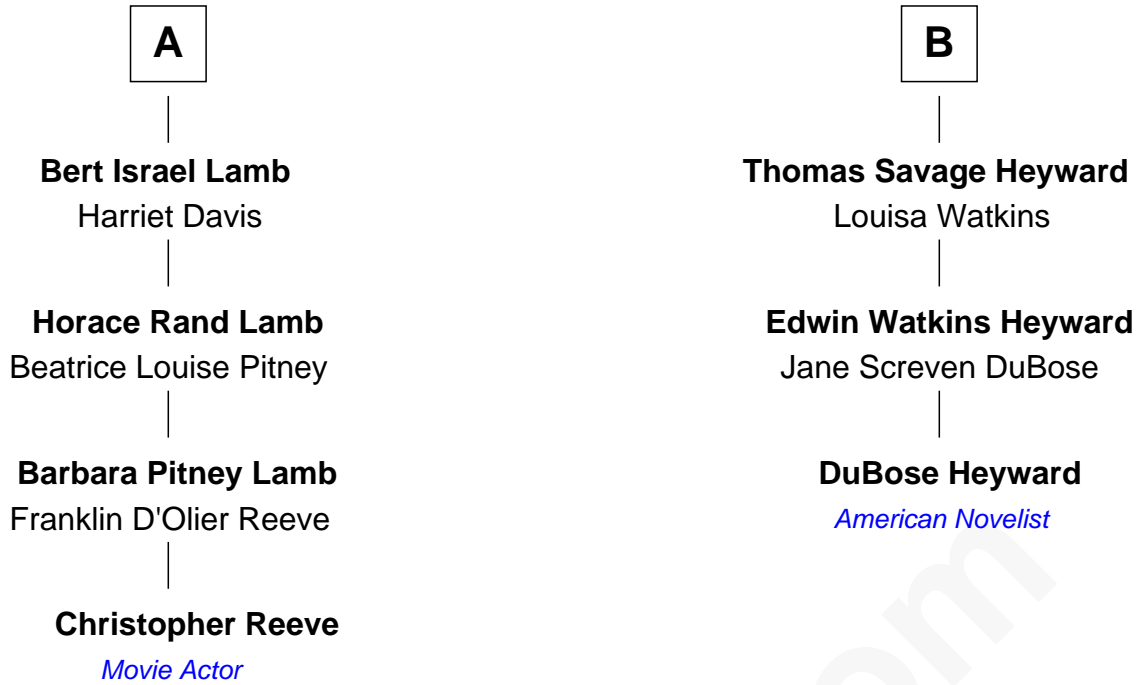 A
Bert Israel Lamb
Harriet Davis
Horace Rand Lamb
Beatrice Louise Pitney
Barbara Pitney Lamb
Franklin D'Olier Reeve
Christopher Reeve
Movie Actor
B
Thomas Savage Heyward
Louisa Watkins
Edwin Watkins Heyward
Jane Screven DuBose
DuBose Heyward
American Novelist
om